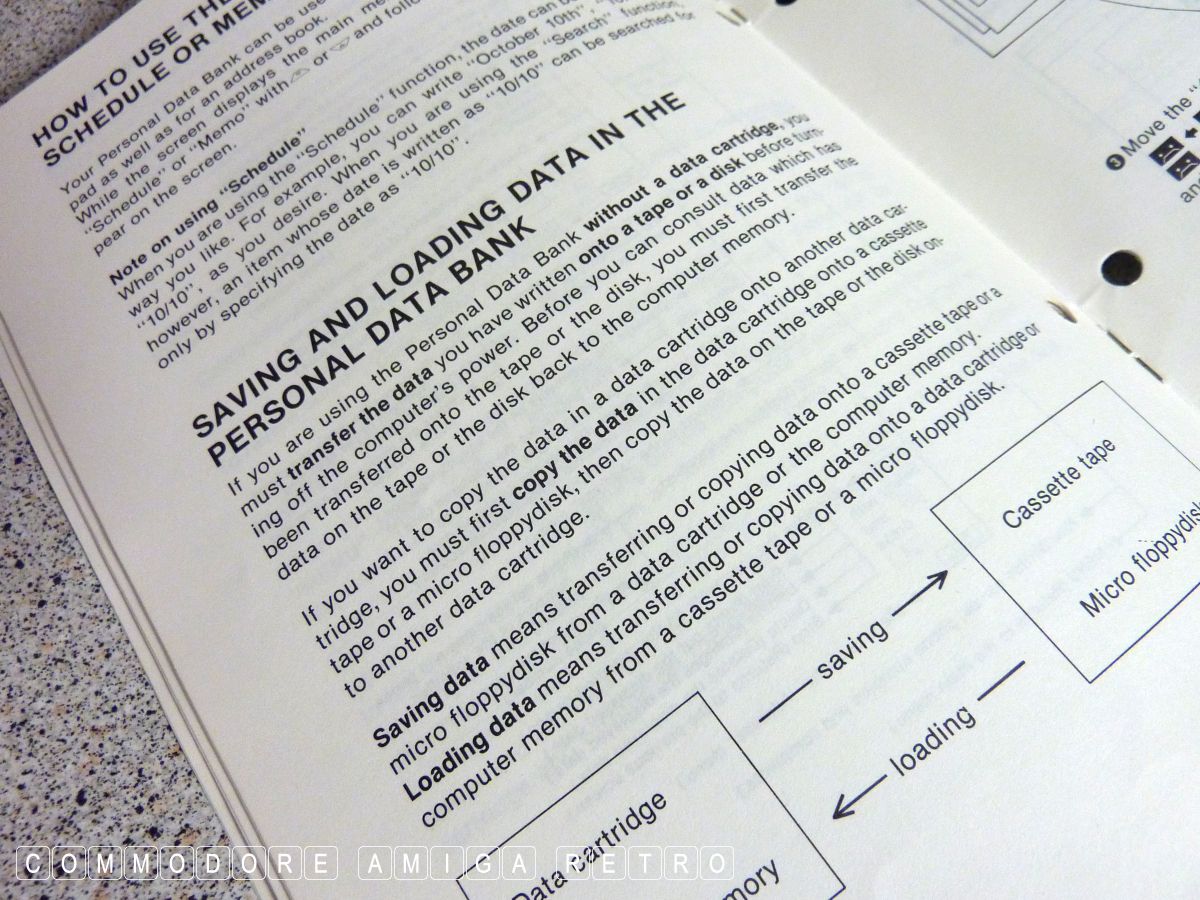 HOW TO USE THE
SCHEDULE OR MEM
Your Personal Data Bank can be use
pad as well as for an address book.
While the screen displays the main me
"Schedule" or "Memo" with or and follo
pear on the screen.
Note on using "Schedule"
When you are using the "Schedule" function, the date can be
way you like. For example, you can write "October 10th",
"10/10", as you desire. When you are using the "Search" function,
however, an item whose date is written as "10/10" can be searched for
only by specifying the date as "10/10".
SAVING AND LOADING DATA IN THE
PERSONAL DATA BANK
If you are using the Personal Data Bank without a data cartridge, you
must transfer the data you have written onto a tape or a disk before turn-
ing off the computer's power. Before you can consult data which has
been transferred onto the tape or the disk, you must first transfer the
data on the tape or the disk back to the computer memory.
If you want to copy the data in a data cartridge onto another data car-
tridge, you must first copy the data in the data cartridge onto a cassette
tape or a micro floppydisk, then copy the data on the tape or the disk on-
to another data cartridge.
Saving data means transferring or copying data onto a cassette tape or a
micro floppydisk from a data cartridge or the computer memory.
Loading data means transferring or copying data onto a data cartridge or
computer memory from a cassette tape or a micro floppydisk.
Cassette tape
Micro floppydisk
saving
loading
Data cartridge
mory
❶ Move the "
an
COMMODORE AMIGA RETRO